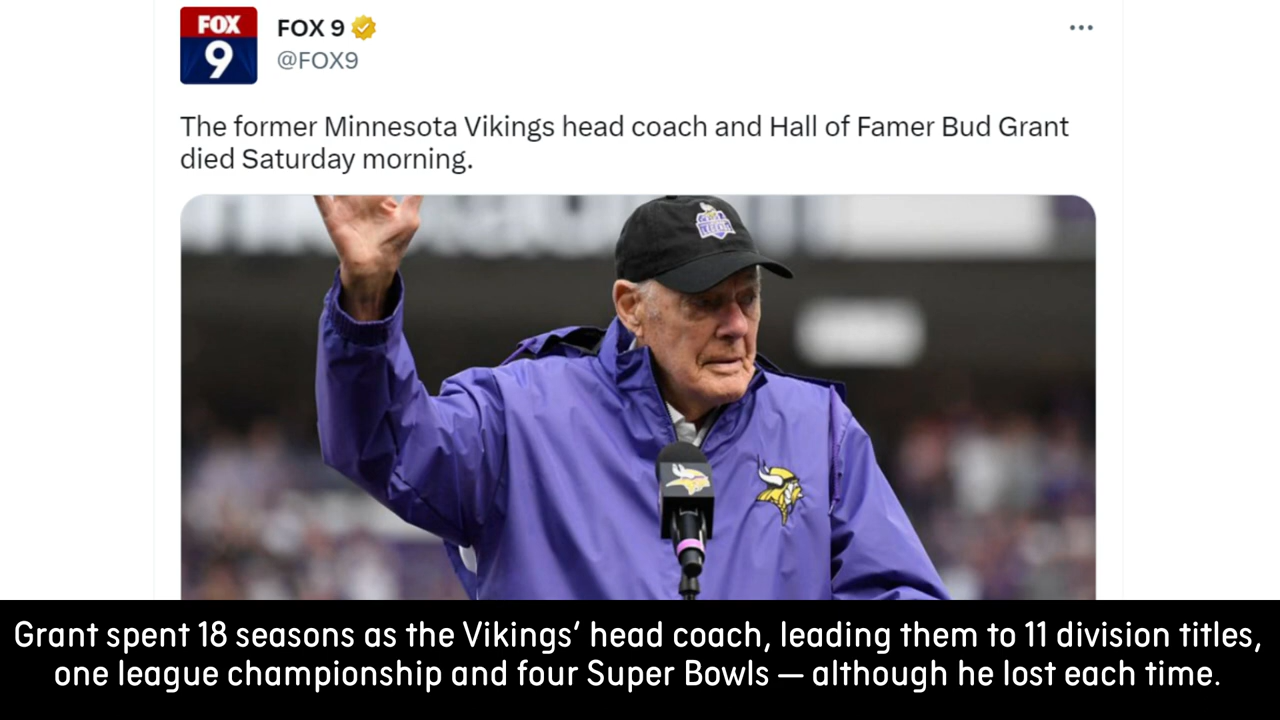 FOX
9
FOX 9
@FOX9
The former Minnesota Vikings head coach and Hall of Famer Bud Grant
died Saturday morning.
Grant spent 18 seasons as the Vikings’ head coach, leading them to 11 division titles,
one league championship and four Super Bowls — although he lost each time.